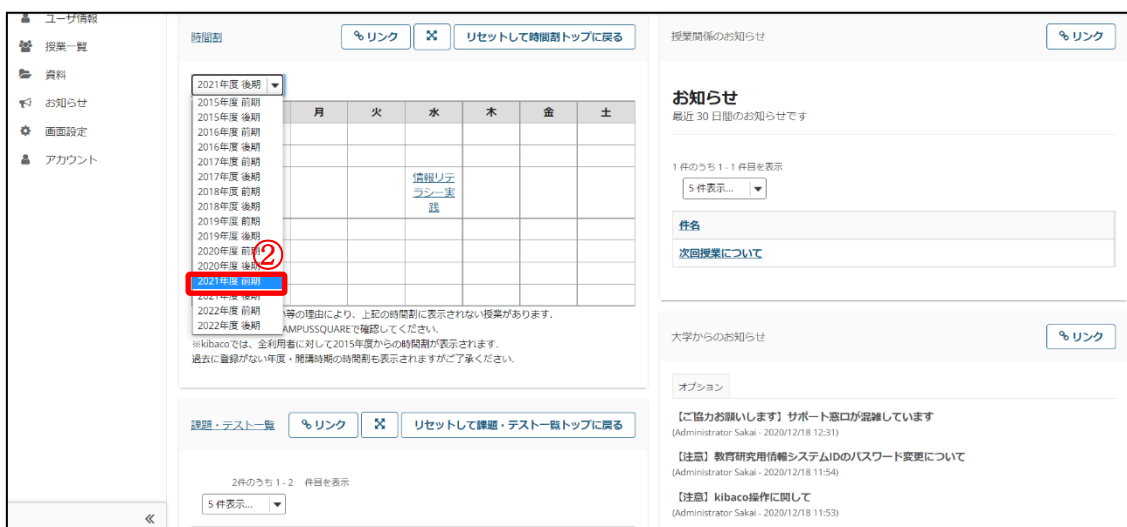 ユーザ情報
授業一覧
資料
お知らせ
画面設定
アカウント
時間割
リンク
リセットして時間割トップに戻る
2021年度 後期
2015年度 前期
2015年度 後期
2016年度 前期
2016年度 後期
2017年度 前期
2017年度 後期
2018年度 前期
2018年度 後期
2019年度 前期
2019年度 後期
2020年度 前期
2020年度 後期
2021年度 前期
2021年度 後期
2022年度 前期
2022年度 後期
②
月 火 水 木 金 土
情報リテ
ラシー実
践
等の理由により、上記の時間割に表示されない授業があります.
AMPUSSQUAREで確認してください.
※kibacoでは、全利用者に対して2015年度からの時間割が表示されます.
過去に登録がない年度・開講時期の時間割も表示されますがご了承ください.
課題・テスト一覧
リンク
リセットして課題・テスト一覧トップに戻る
2件のうち 1 - 2 件目を表示
5 件表示...
授業関係のお知らせ
リンク
お知らせ
最近 30 日間のお知らせです
1 件のうち 1 - 1 件目を表示
5 件表示...
件名
次回授業について
大学からのお知らせ
リンク
オプション
【ご協力お願いします】サポート窓口が混雑しています
(Administrator Sakai - 2020/12/18 12:31)
【注意】教育研究用情報システムIDのパスワード変更について
(Administrator Sakai - 2020/12/18 11:54)
【注意】kibaco操作に関して
(Administrator Sakai - 2020/12/18 11:53)